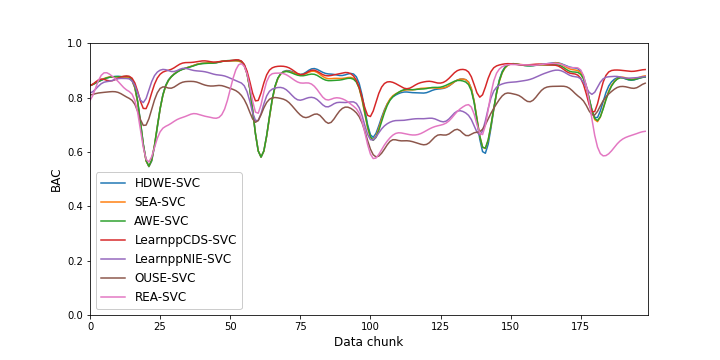 1.0
0.8
0.6
0.4
0.2
0.0
BAC
HDWE-SVC
SEA-SVC
AWE-SVC
LearnppCDS-SVC
LearnppNIE-SVC
OUSE-SVC
REA-SVC
0 25 50 75 100 125 150 175
Data chunk